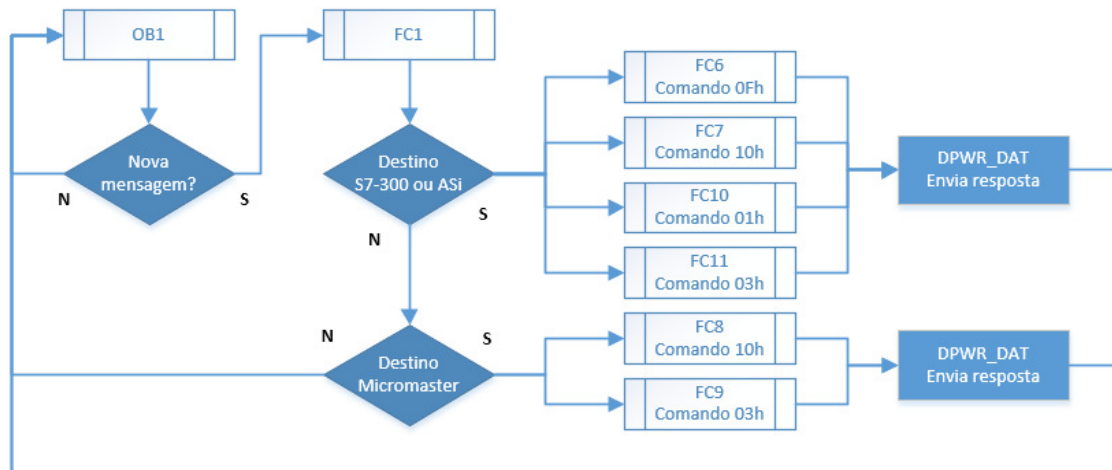 OB1
FC1
Nova
mensagem?
N
S
Destino
S7-300 ou ASi
S
N
FC6
Comando 0Fh
FC7
Comando 10h
FC10
Comando 01h
FC11
Comando 03h
DPWR_DAT
Envia resposta
N
S
Destino
Micromaster
FC8
Comando 10h
FC9
Comando 03h
DPWR_DAT
Envia resposta